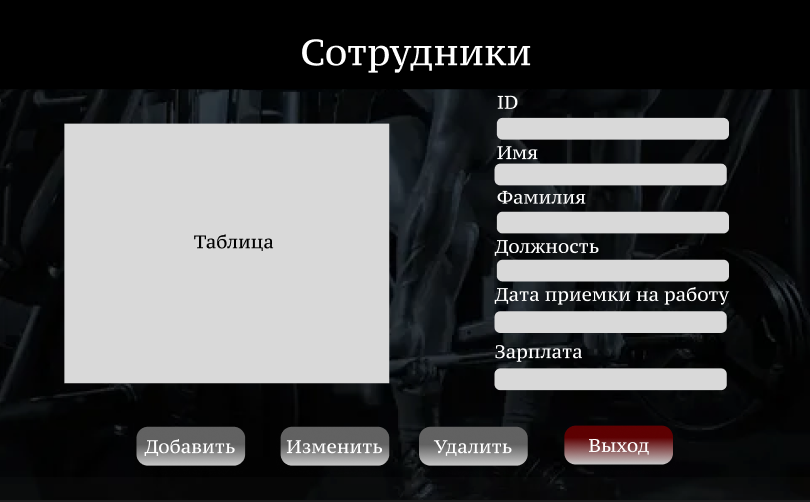 Сотрудники
ID
Имя
Фамилия
Таблица
Должность
Дата приемки на работу
Зарплата
Добавить
Изменить
Удалить
Выход